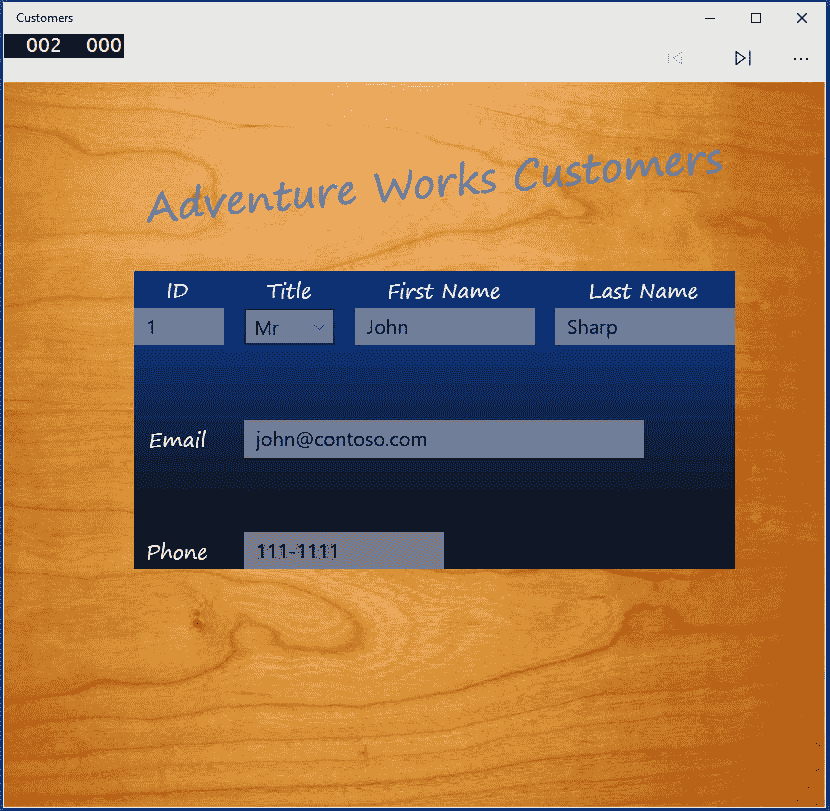 Customers
002 000
Adventure Works Customers
ID Title First Name Last Name
1 Mr John Sharp
Email john@contoso.com
Phone 111-1111